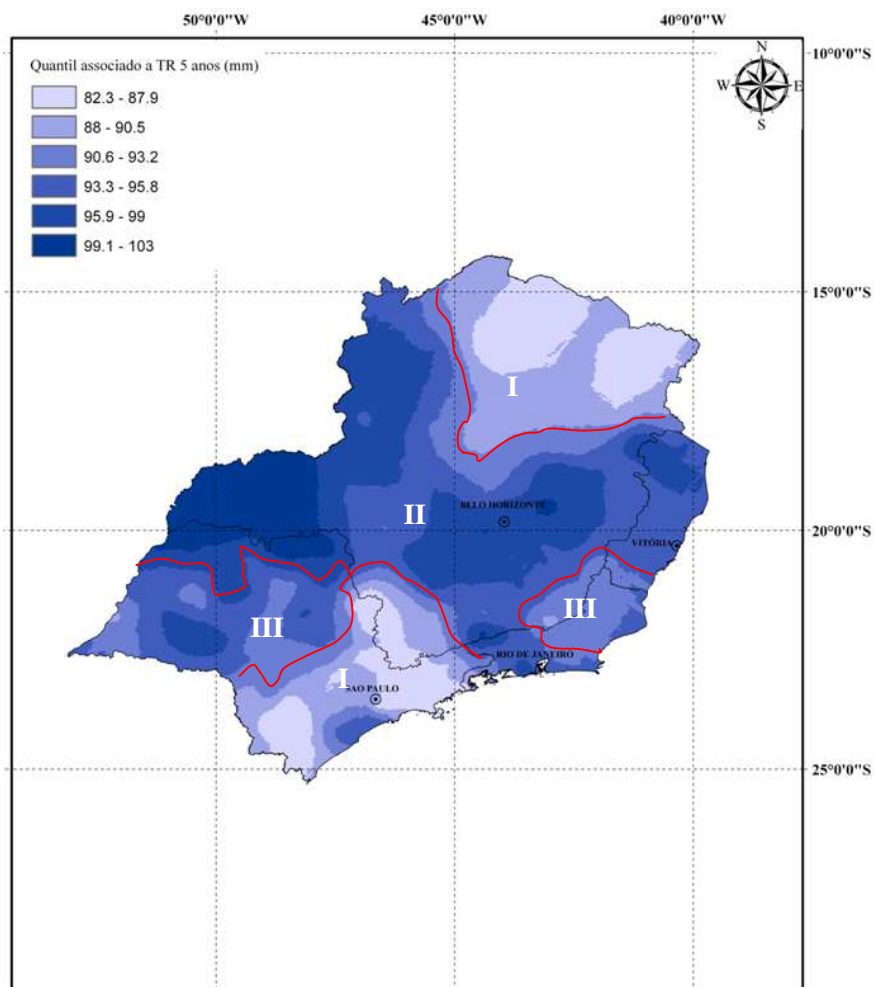 50°0'0"W 45°0'0"W 40°0'0"W
10°0'0"S
Quantil associado a TR 5 anos (mm)
82.3 - 87.9
88 - 90.5
90.6 - 93.2
93.3 - 95.8
95.9 - 99
99.1 - 103
N
W E
S
15°0'0"S
I
II
BELO HORIZONTE
20°0'0"S
VITÓRIA
III
III
RIO DE JANEIRO
I
SAO PAULO
25°0'0"S